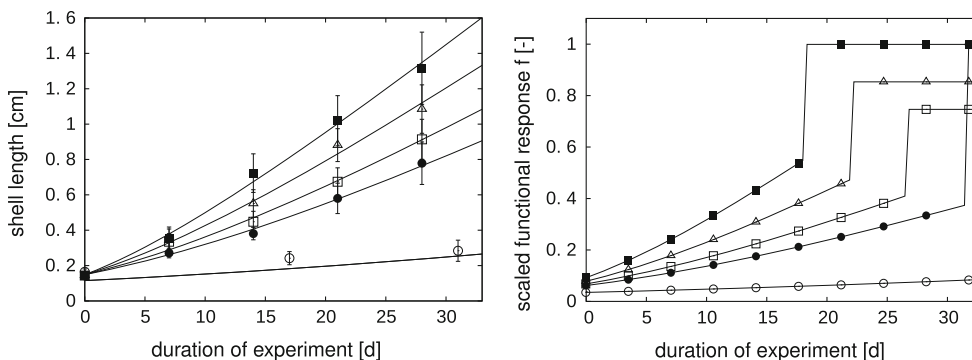 1.6
1.4
1.2
1
0.8
0.6
0.4
0.2
0
shell length [cm]
0 5 10 15 20 25 30
duration of experiment [d]
1
0.8
0.6
0.4
0.2
0
scaled functional response f [-]
0 5 10 15 20 25 30
duration of experiment [d]